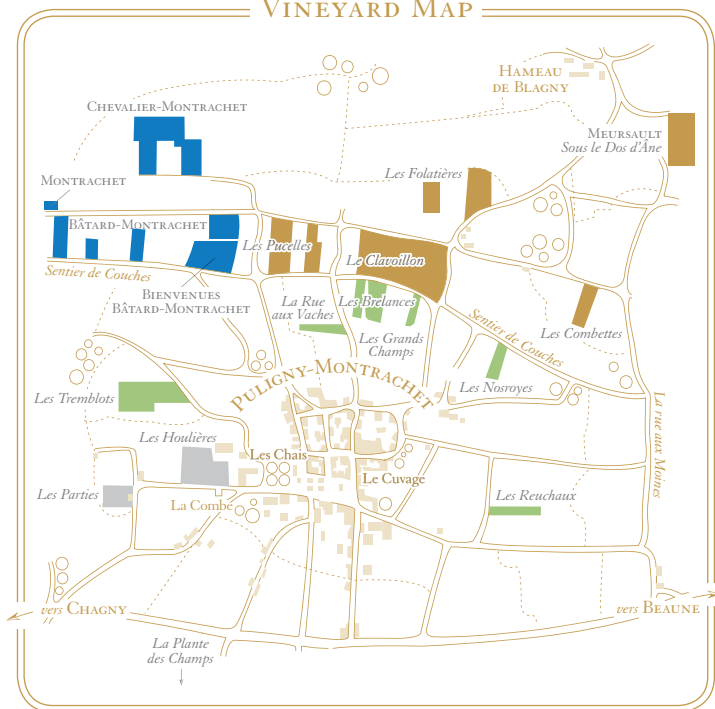 VINEYARD MAP
HAMEAU
DE BLAGNY
CHEVALIER-MONTRACHET
MEURSAULT
Sous le Dos d'Âne
Les Folatières
MONTRACHET
BÂTARD-MONTRACHET
Les Pucelles
Le Clavoillon
Sentier de Couches
BIENVENUES
BÂTARD-MONTRACHET
La Rue
aux Vaches
Les Brelances
Les Grands
Champs
Sentier de Couches
Les Combettes
PULIGNY-MONTRACHET
Les Nosroyes
Les Tremblots
La rue aux Moines
Les Houlières
Les Chais
Le Cuvage
Les Parties
La Combe
Les Reuchaux
vers CHAGNY
vers BEAUNE
La Plante
des Champs